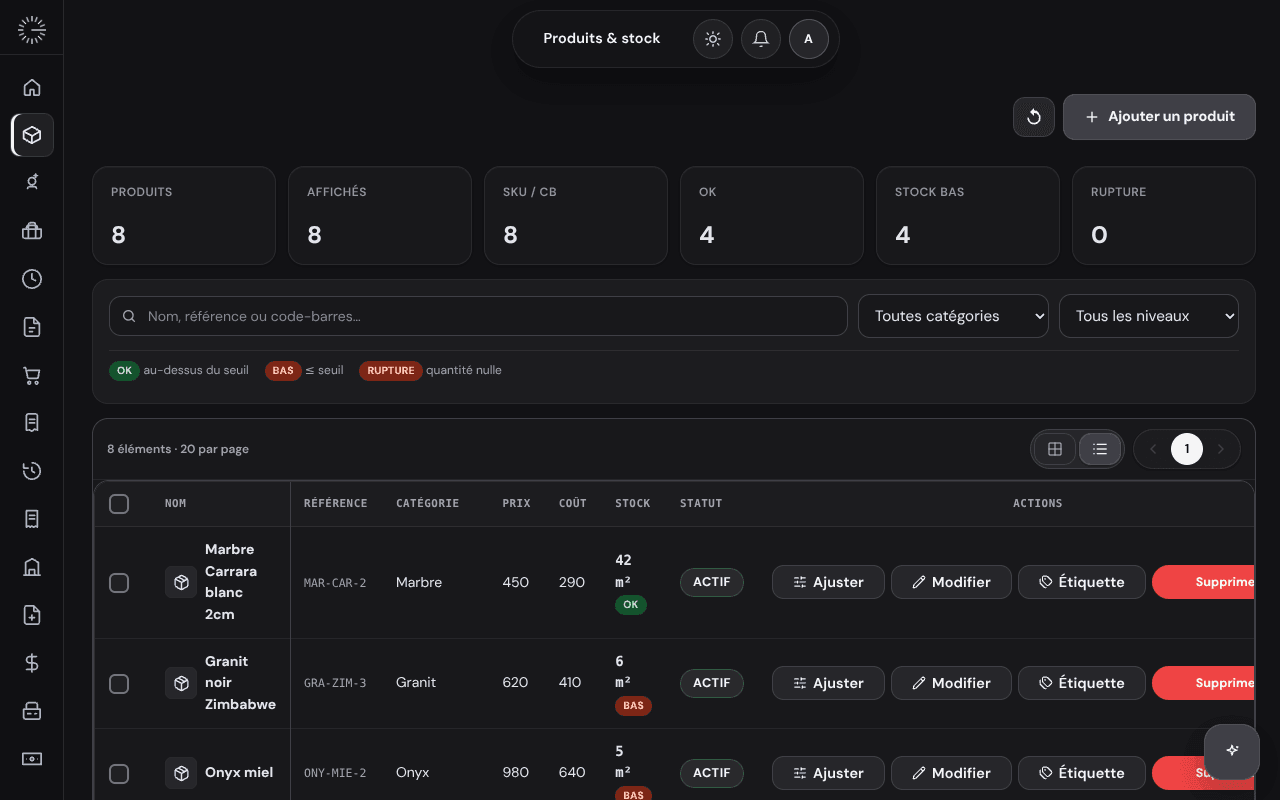 Produits & stock
A
Ajouter un produit
PRODUITS
8
AFFICHÉS
8
SKU / CB
8
OK
4
STOCK BAS
4
RUPTURE
0
Nom, référence ou code-barres…
Toutes catégories
Tous les niveaux
OK au-dessus du seuil
BAS ≤ seuil
RUPTURE quantité nulle
8 éléments · 20 par page
1
NOM
RÉFÉRENCE
CATÉGORIE
PRIX
COÛT
STOCK
STATUT
ACTIONS
Marbre
Carrara
blanc
2cm
MAR-CAR-2
Marbre
450
290
42
m²
OK
ACTIF
Ajuster
Modifier
Étiquette
Supprime
Granit
noir
Zimbabwe
GRA-ZIM-3
Granit
620
410
6
m²
BAS
ACTIF
Ajuster
Modifier
Étiquette
Supprime
Onyx miel
ONY-MIE-2
Onyx
980
640
5
m²
BAS
ACTIF
Ajuster
Modifier
Étiquette